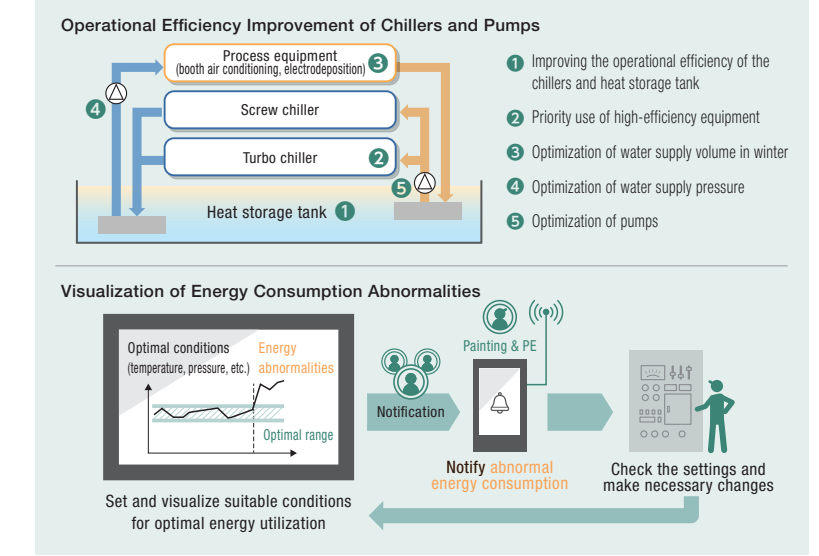 Operational Efficiency Improvement of Chillers and Pumps
Process equipment
(booth air conditioning, electrodeposition) 3
4
Screw chiller
Turbo chiller 2
5
Heat storage tank 1
1 Improving the operational efficiency of the
chillers and heat storage tank
2 Priority use of high-efficiency equipment
3 Optimization of water supply volume in winter
4 Optimization of water supply pressure
5 Optimization of pumps
Visualization of Energy Consumption Abnormalities
Optimal conditions
(temperature, pressure, etc.)
Energy
abnormalities
Optimal range
Set and visualize suitable conditions
for optimal energy utilization
Notification
Painting & PE
Notify abnormal
energy consumption
Check the settings and
make necessary changes